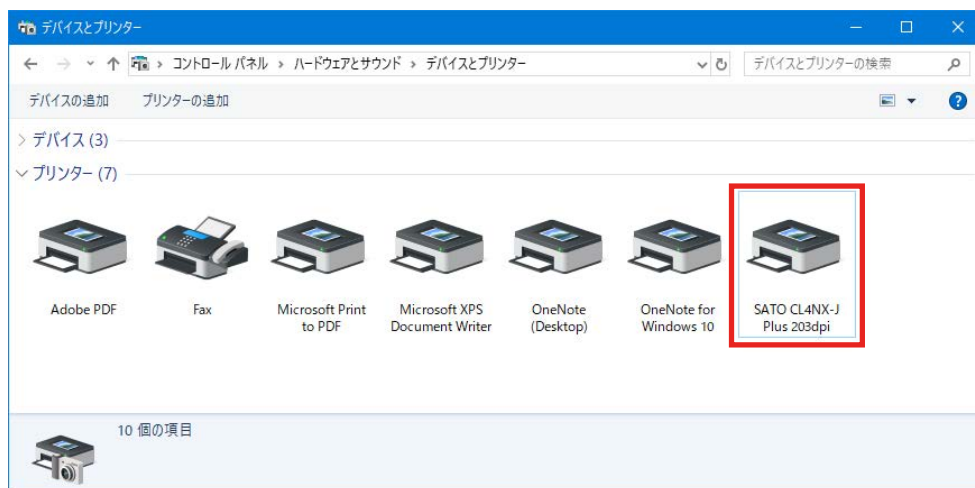 デバイスとプリンター
コントロール パネル › ハードウェアとサウンド › デバイスとプリンター
デバイスとプリンターの検索
デバイスの追加 プリンターの追加
デバイス (3)
プリンター (7)
Adobe PDF
Fax
Microsoft Print
to PDF
Microsoft XPS
Document Writer
OneNote
(Desktop)
OneNote for
Windows 10
SATO CL4NX-J
Plus 203dpi
10 個の項目